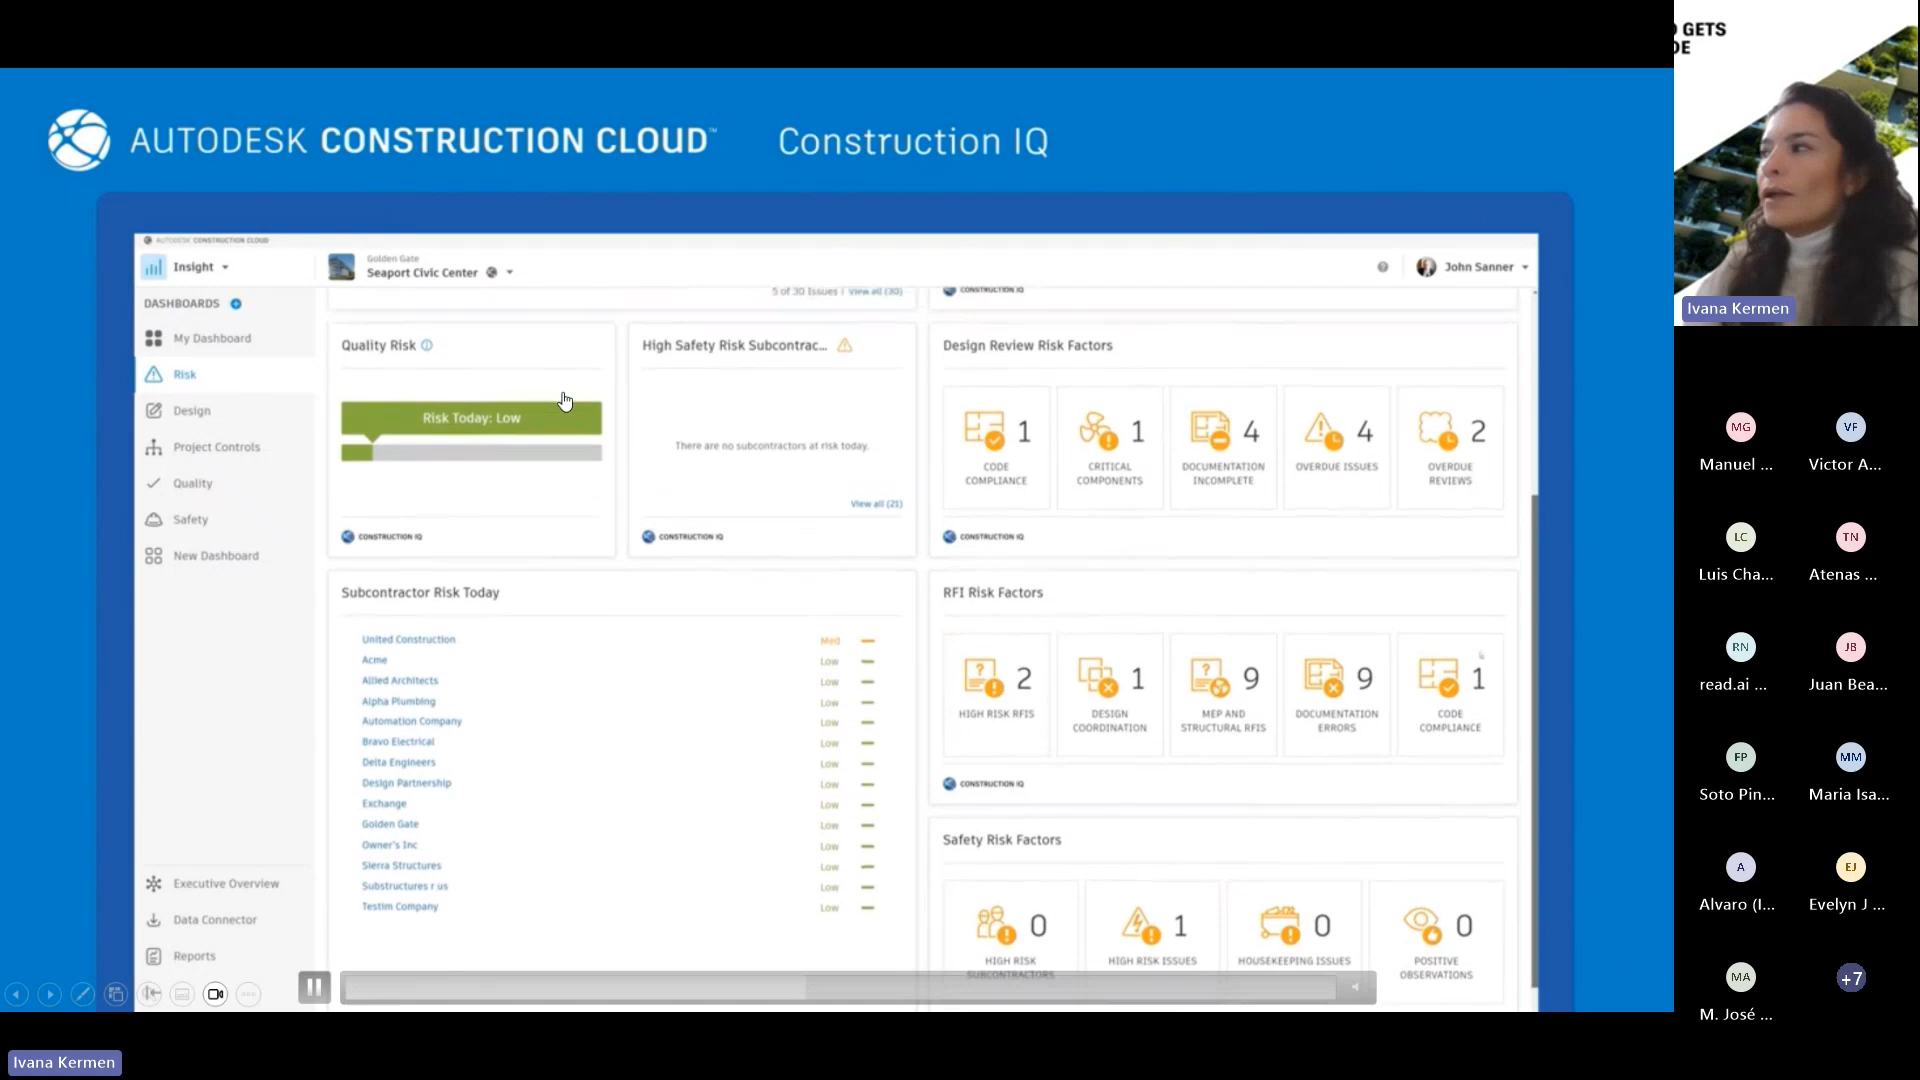 AUTODESK CONSTRUCTION CLOUD™ Construction IQ
AUTODESK CONSTRUCTION CLOUD
Insight
Golden Gate
Seaport Civic Center
John Sanner
DASHBOARDS
My Dashboard
Risk
Design
Project Controls
Quality
Safety
New Dashboard
Executive Overview
Data Connector
Reports
5 of 30 Issues | View all (30)
CONSTRUCTION IQ
Quality Risk
Risk Today: Low
CONSTRUCTION IQ
High Safety Risk Subcontrac...
There are no subcontractors at risk today.
View all (21)
CONSTRUCTION IQ
Design Review Risk Factors
1
CODE
COMPLIANCE
1
CRITICAL
COMPONENTS
4
DOCUMENTATION
INCOMPLETE
4
OVERDUE ISSUES
2
OVERDUE
REVIEWS
CONSTRUCTION IQ
Subcontractor Risk Today
United Construction Med
Acme Low
Allied Architects Low
Alpha Plumbing Low
Automation Company Low
Bravo Electrical Low
Delta Engineers Low
Design Partnership Low
Exchange Low
Golden Gate Low
Owner's Inc Low
Sierra Structures Low
Substructures r us Low
Testim Company Low
RFI Risk Factors
2
HIGH RISK RFIS
1
DESIGN
COORDINATION
9
MEP AND
STRUCTURAL RFIS
9
DOCUMENTATION
ERRORS
1
CODE
COMPLIANCE
CONSTRUCTION IQ
Safety Risk Factors
0
HIGH RISK
SUBCONTRACTORS
1
HIGH RISK ISSUES
0
HOUSEKEEPING ISSUES
0
POSITIVE
OBSERVATIONS
GETS
DE
Ivana Kermen
MG
Manuel ...
VF
Victor A...
LC
Luis Cha...
TN
Atenas ...
RN
read.ai ...
JB
Juan Bea...
FP
Soto Pin...
MM
Maria Isa...
A
Alvaro (I...
EJ
Evelyn J ...
MA
M. José ...
+7
Ivana Kermen